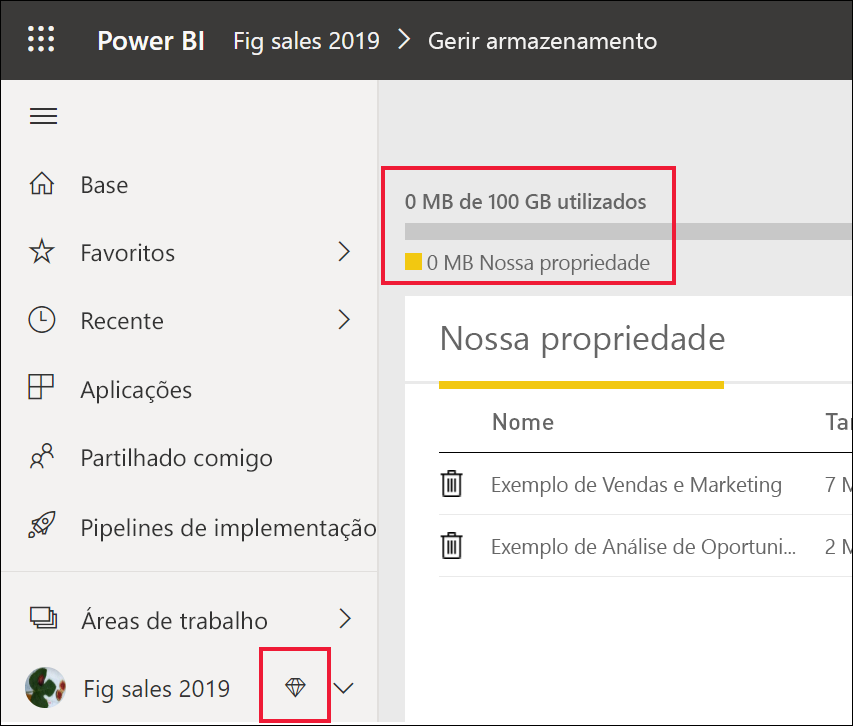 Power BI Fig sales 2019 > Gerir armazenamento
Base
Favoritos
Recente
Aplicações
Partilhado comigo
Pipelines de implementação
Áreas de trabalho
Fig sales 2019
0 MB de 100 GB utilizados
0 MB Nossa propriedade
Nossa propriedade
Nome Ta
Exemplo de Vendas e Marketing 7 M
Exemplo de Análise de Oportuni... 2 M